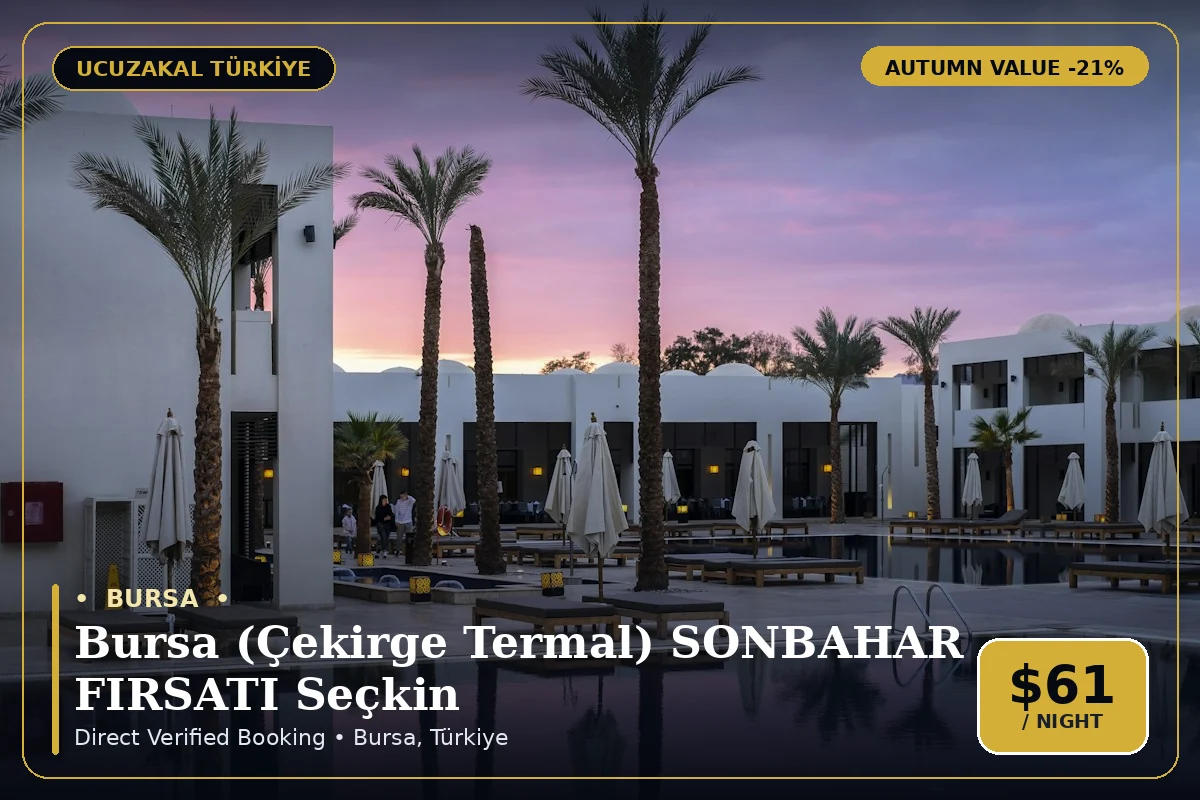 UCUZAKAL TÜRKİYE
AUTUMN VALUE -21%
• BURSA •
Bursa (Çekirge Termal) SONBAHAR
FIRSATI Seçkin
Direct Verified Booking • Bursa, Türkiye
$61
/ NIGHT